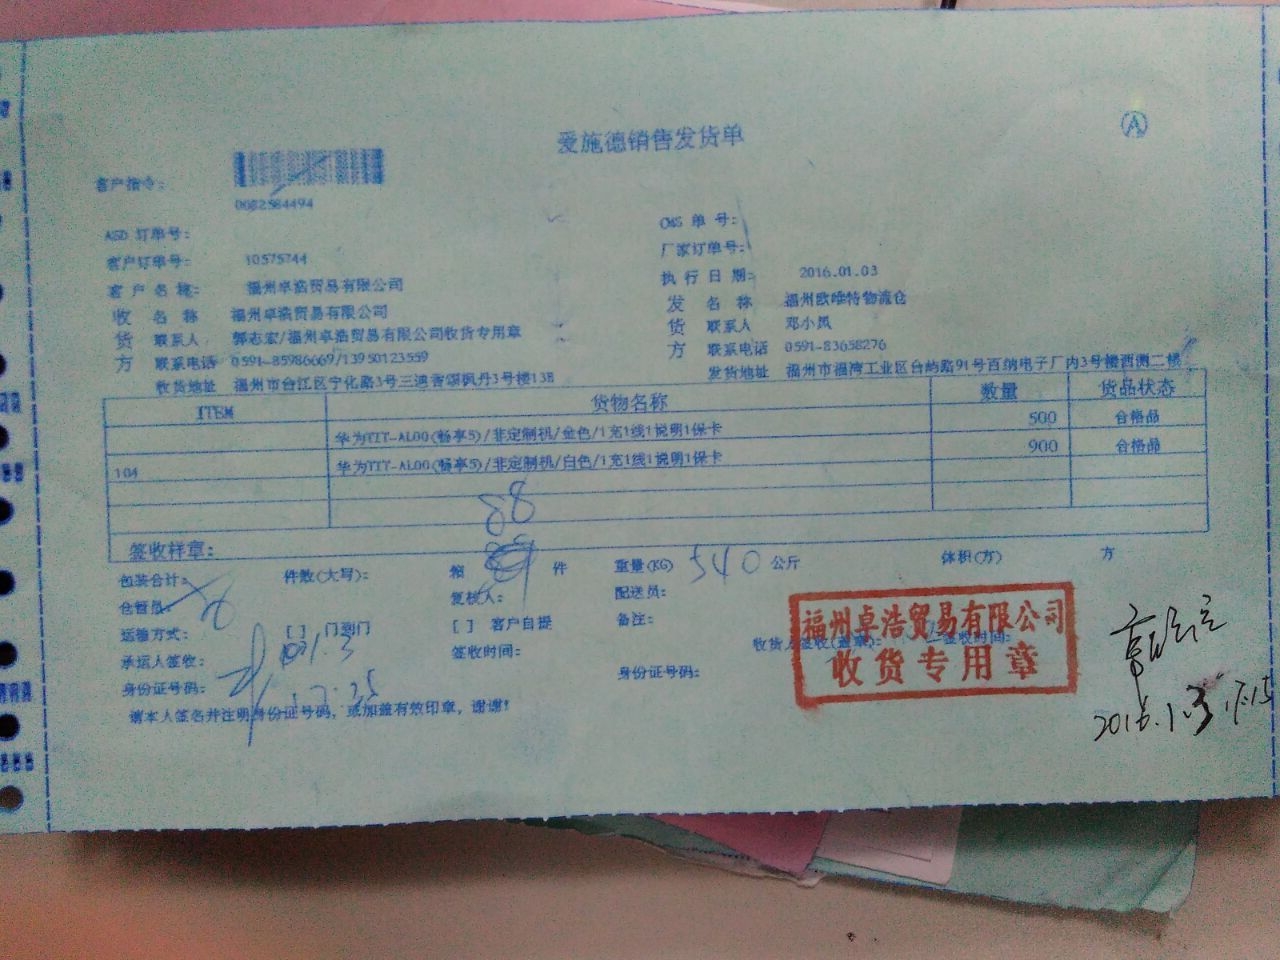 爱施德销售发货单
Ⓐ
客户指令：
0082584494
ASD 订单号：
OMS 单 号：
客户订单号： 10575744
厂家订单号：
客 户 名 称： 福州卓浩贸易有限公司
执 行 日 期： 2016.01.03
收 名 称 福州卓浩贸易有限公司
发 名 称 福州欧唯特物流仓
货 联系人 郭志宏/福州卓浩贸易有限公司收货专用章
货 联系人 邓小凤
方 联系电话 0591-85986669/13950123559
方 联系电话 0591-83658276
收货地址 福州市台江区宁化路3号三迪香颂枫丹3号楼13B
发货地址 福州市福湾工业区台屿路91号百纳电子厂内3号楼西侧二楼
ITEM 货物名称 数量 货品状态
华为TIT-AL00(畅享5)/非定制机/金色/1充1线1说明1保卡 500 合格品
104 华为TIT-AL00(畅享5)/非定制机/白色/1充1线1说明1保卡 900 合格品
88
签收样章：
包装合计： 件数(大写)： 箱 件 重量(KG) 540 公斤 体积(方) 方
仓管员： 复核人： 配送员：
运输方式： [ ] 门到门 [ ] 客户自提 备注：
承运人签收： 签收时间： 收货人签收(盖章)： 签收时间：
身份证号码： 身份证号码：
17:35
请本人签名并注明身份证号码，或加盖有效印章，谢谢！
福州卓浩贸易有限公司
收货专用章
2016.1.3 17:15